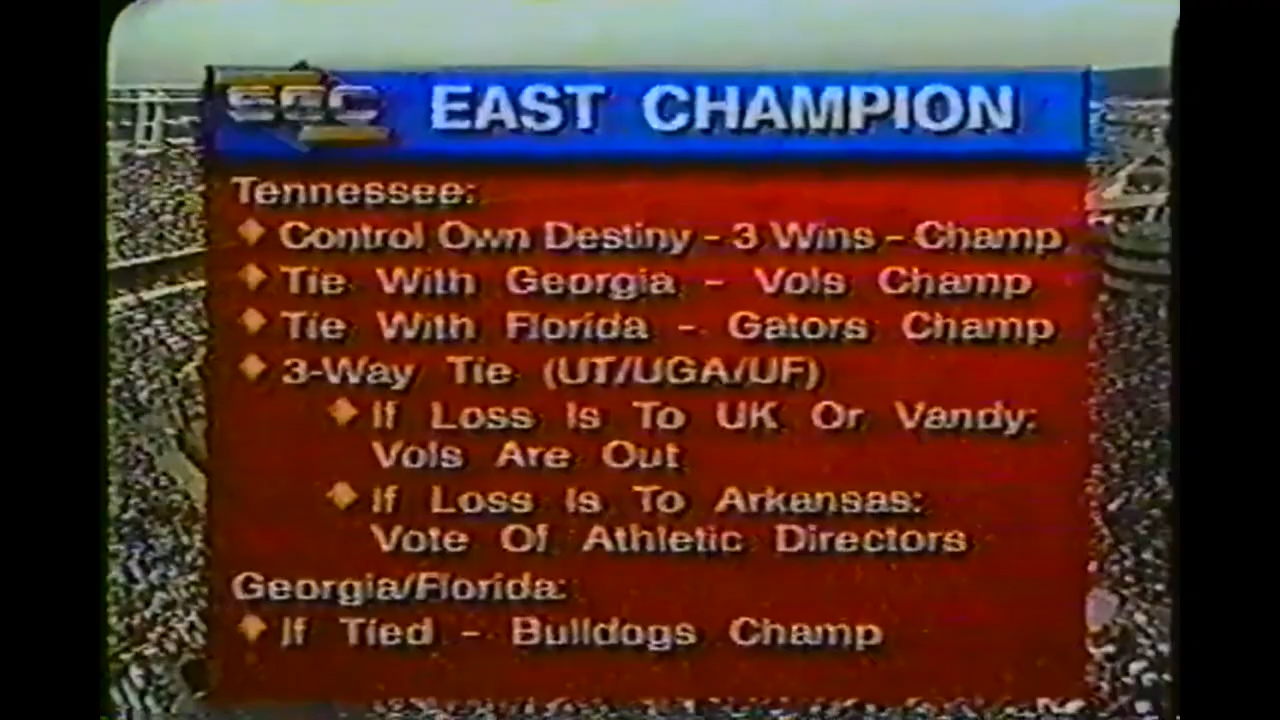 SEC EAST CHAMPION
Tennessee:
Control Own Destiny - 3 Wins - Champ
Tie With Georgia - Vols Champ
Tie With Florida - Gators Champ
3-Way Tie (UT/UGA/UF)
If Loss Is To UK Or Vandy:
Vols Are Out
If Loss Is To Arkansas:
Vote Of Athletic Directors
Georgia/Florida:
If Tied - Bulldogs Champ